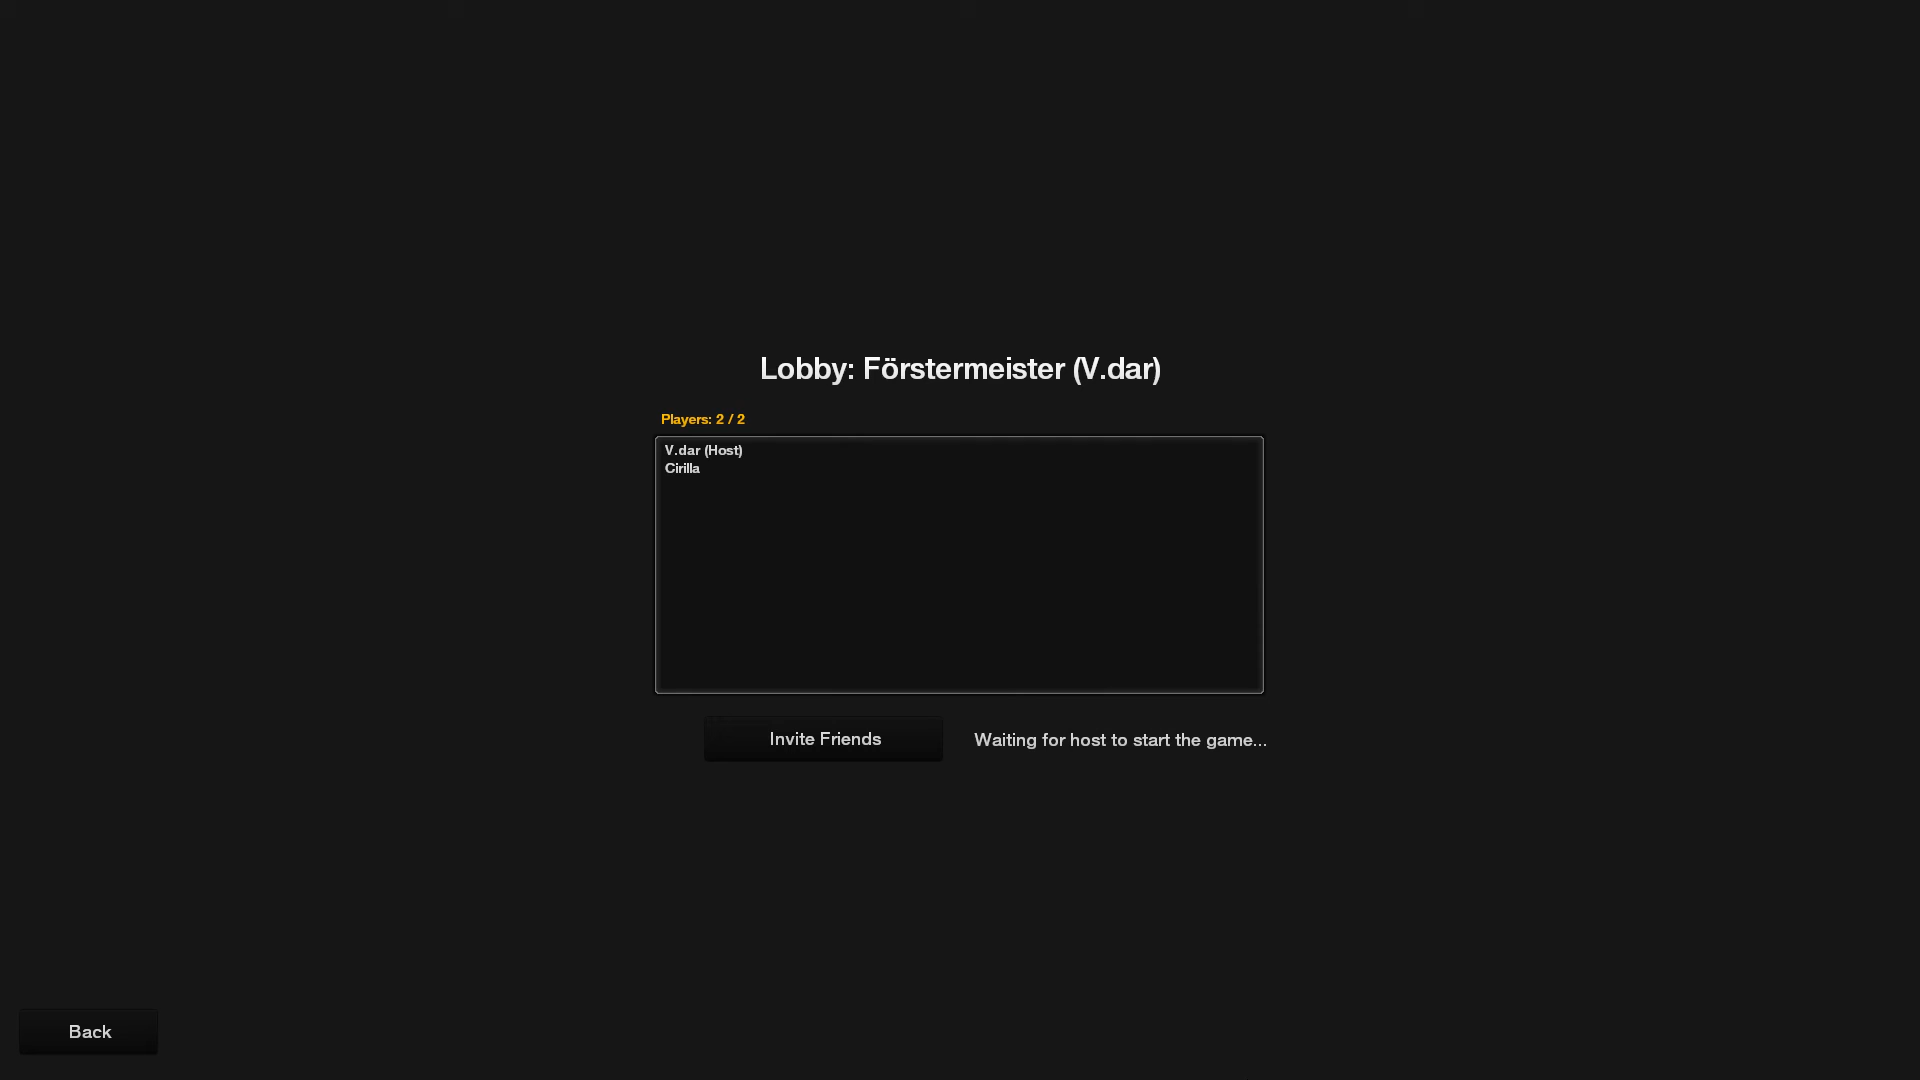 Lobby: Förstermeister (V.dar)
Players: 2 / 2
V.dar (Host)
Cirilla
Invite Friends
Waiting for host to start the game...
Back